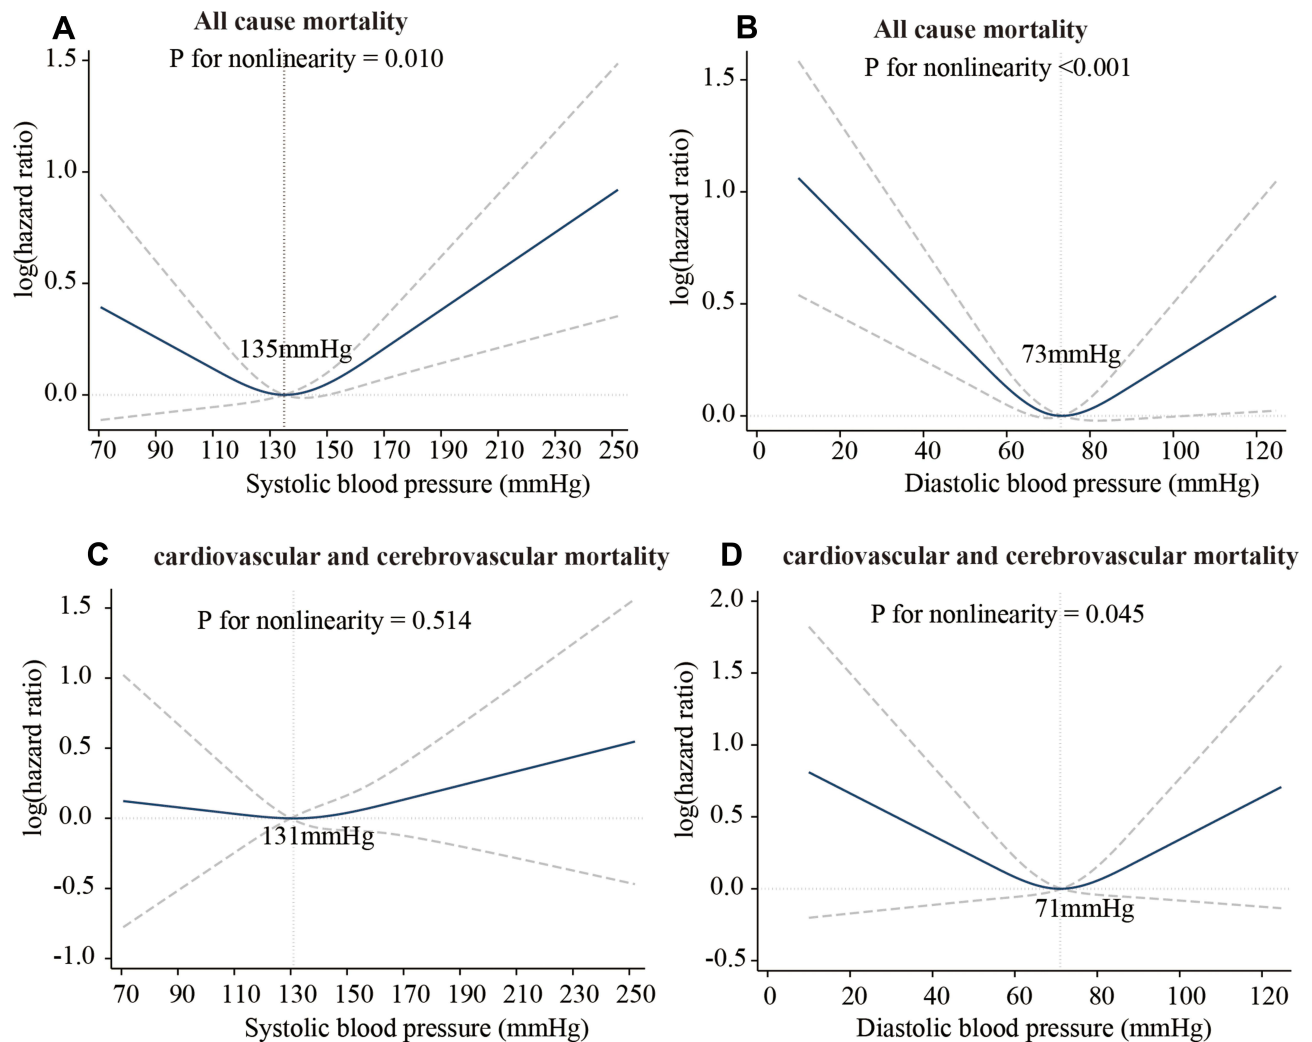 A
All cause mortality
P for nonlinearity = 0.010
1.5
1.0
0.5
0.0
log(hazard ratio)
135mmHg
70 90 110 130 150 170 190 210 230 250
Systolic blood pressure (mmHg)
B
All cause mortality
P for nonlinearity <0.001
1.5
1.0
0.5
0.0
log(hazard ratio)
73mmHg
0 20 40 60 80 100 120
Diastolic blood pressure (mmHg)
C
cardiovascular and cerebrovascular mortality
P for nonlinearity = 0.514
1.5
1.0
0.5
0.0
-0.5
-1.0
log(hazard ratio)
131mmHg
70 90 110 130 150 170 190 210 230 250
Systolic blood pressure (mmHg)
D
cardiovascular and cerebrovascular mortality
P for nonlinearity = 0.045
2.0
1.5
1.0
0.5
0.0
-0.5
log(hazard ratio)
71mmHg
0 20 40 60 80 100 120
Diastolic blood pressure (mmHg)